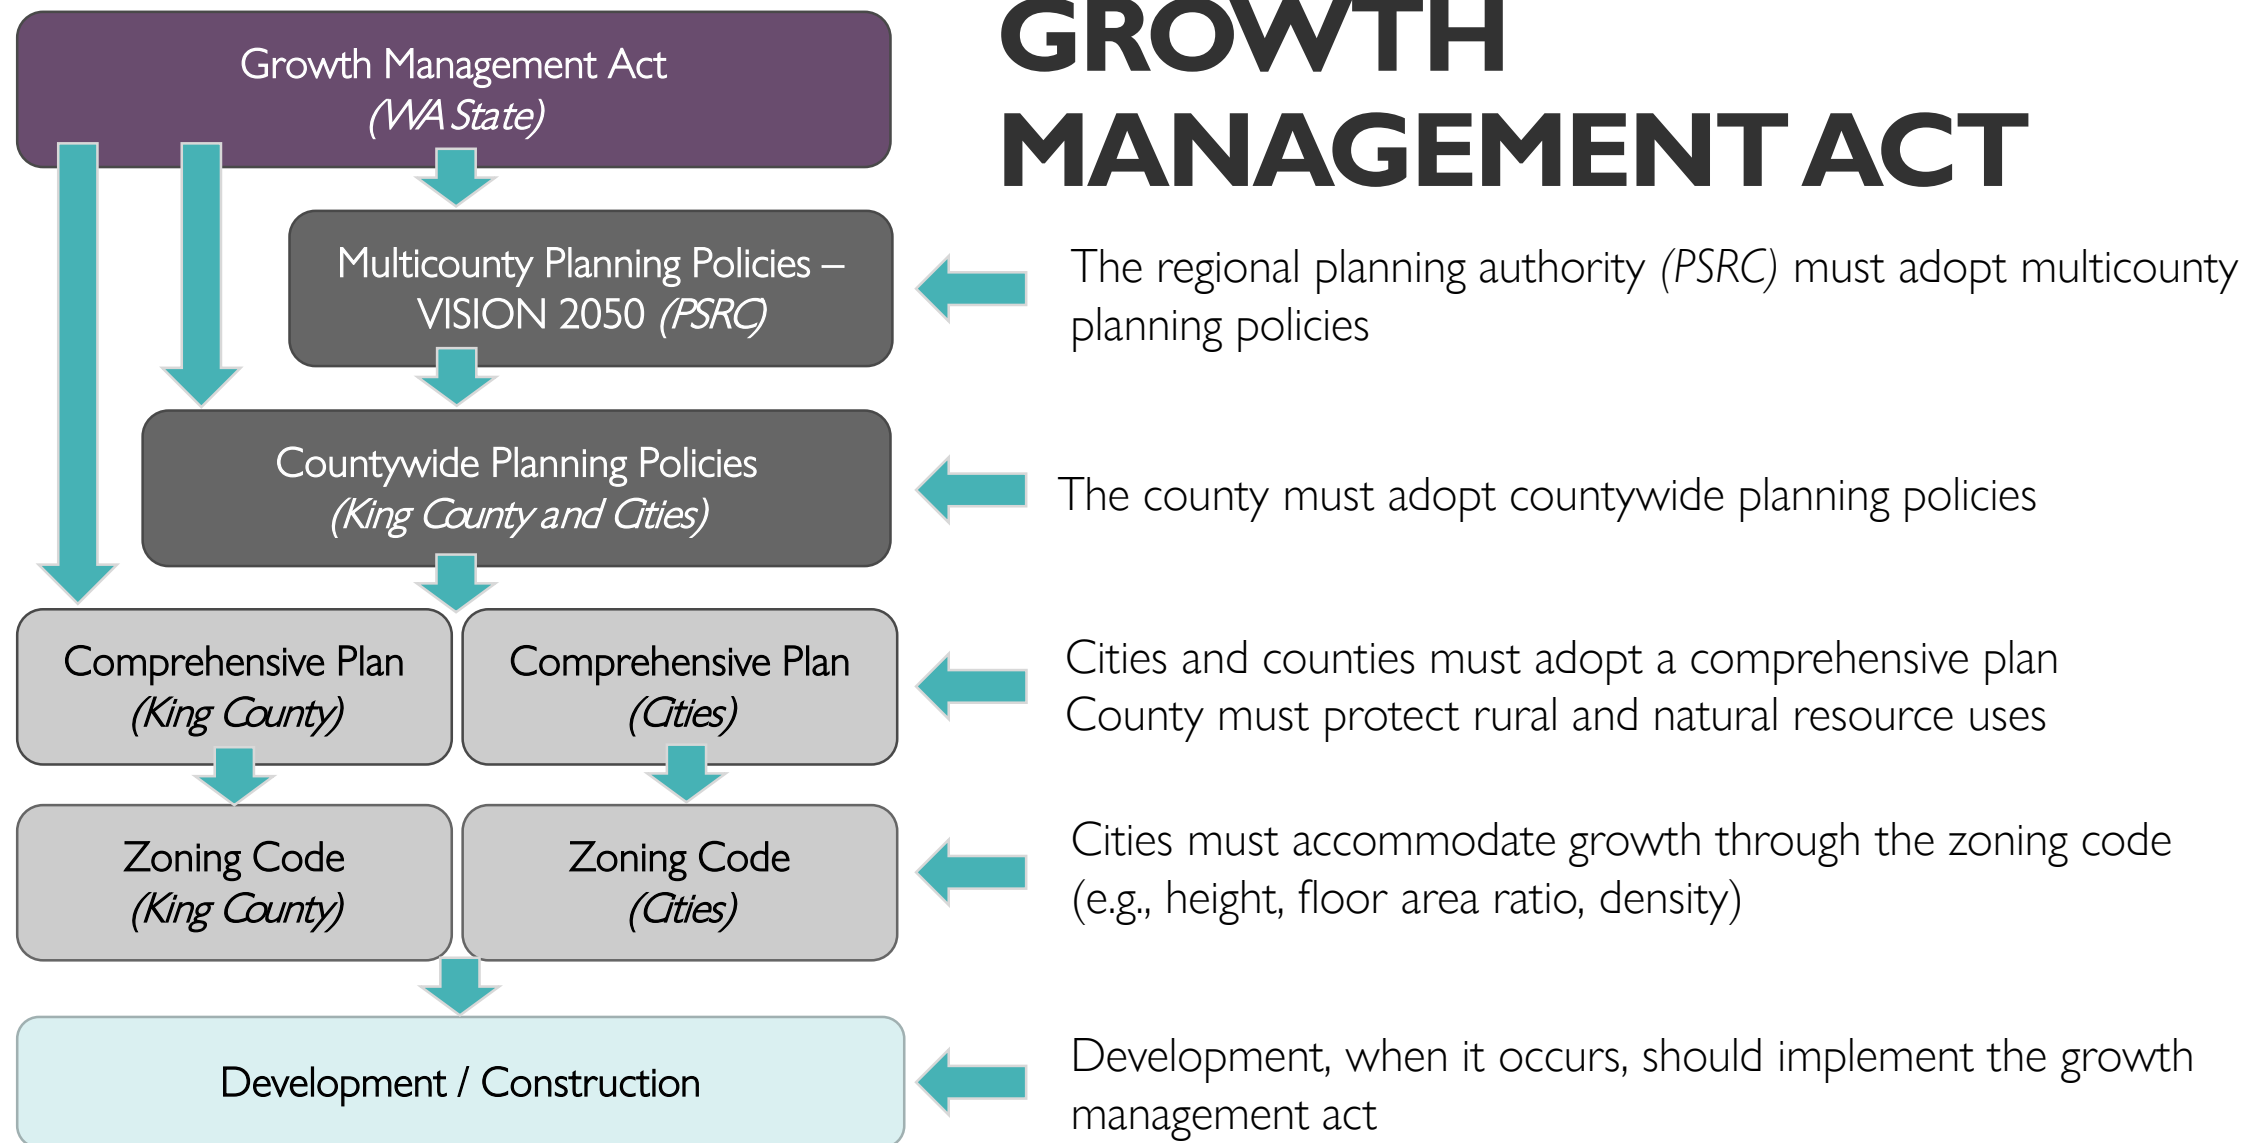 GROWTH
MANAGEMENT ACT
Growth Management Act
(WA State)
Multicounty Planning Policies –
VISION 2050 (PSRC)
The regional planning authority (PSRC) must adopt multicounty
planning policies
Countywide Planning Policies
(King County and Cities)
The county must adopt countywide planning policies
Comprehensive Plan
(King County)
Comprehensive Plan
(Cities)
Cities and counties must adopt a comprehensive plan
County must protect rural and natural resource uses
Zoning Code
(King County)
Zoning Code
(Cities)
Cities must accommodate growth through the zoning code
(e.g., height, floor area ratio, density)
Development / Construction
Development, when it occurs, should implement the growth
management act